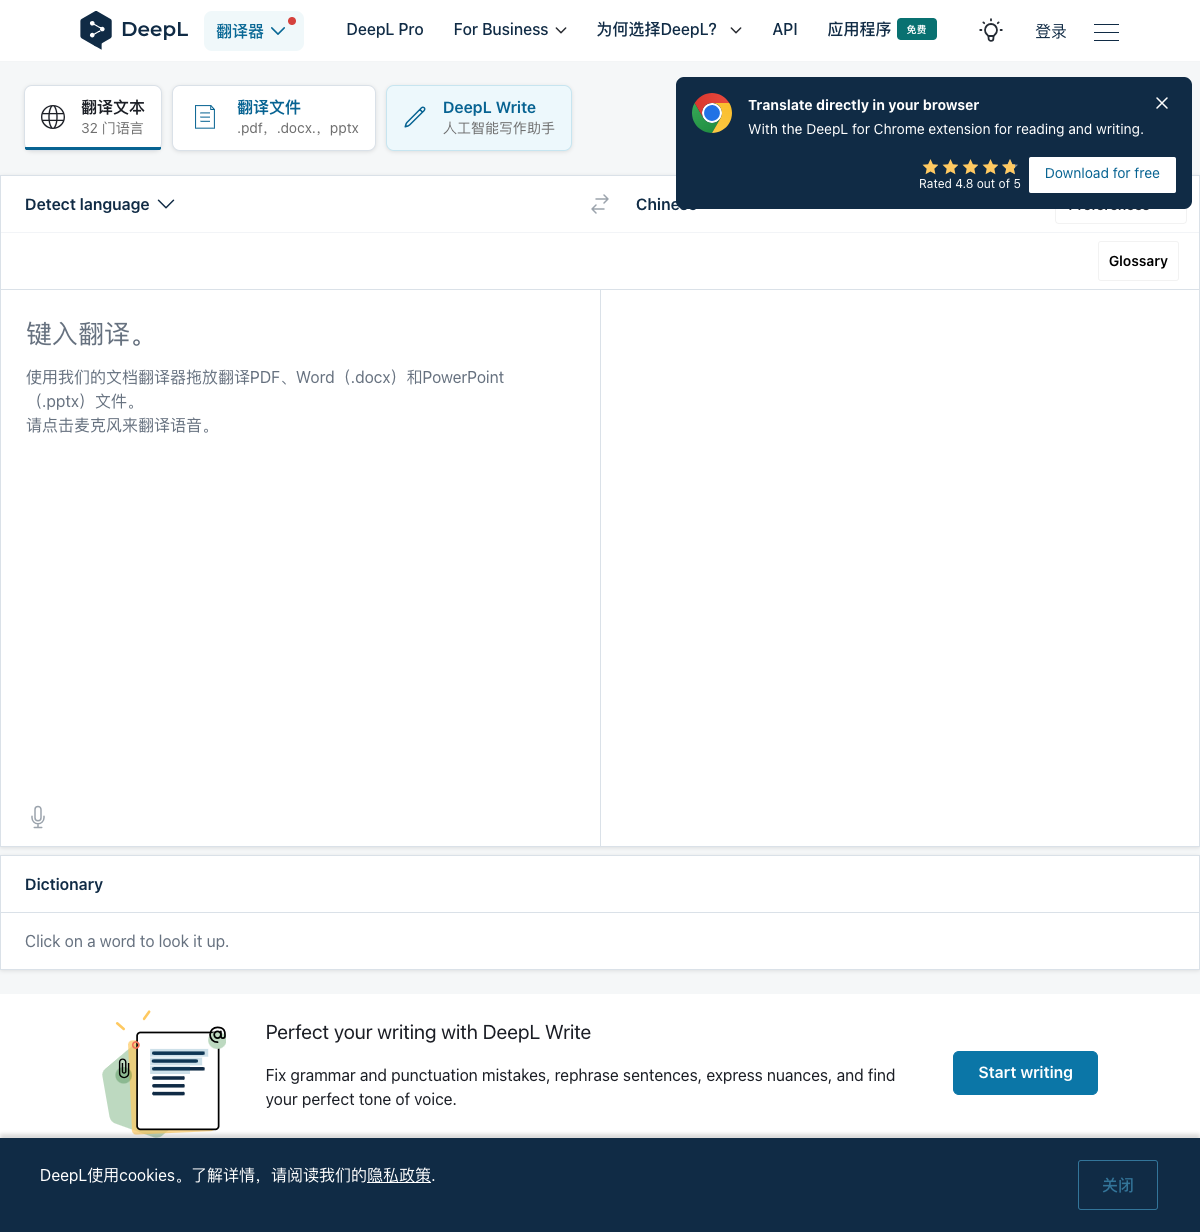 DeepL
翻译器
DeepL Pro
For Business
为何选择DeepL?
API
应用程序
免费
登录
翻译文本
32 门语言
翻译文件
.pdf，.docx.，pptx
DeepL Write
人工智能写作助手
Translate directly in your browser
With the DeepL for Chrome extension for reading and writing.
Rated 4.8 out of 5
Download for free
Detect language
Glossary
键入翻译。
使用我们的文档翻译器拖放翻译PDF、Word（.docx）和PowerPoint
（.pptx）文件。
请点击麦克风来翻译语音。
Dictionary
Click on a word to look it up.
Perfect your writing with DeepL Write
Fix grammar and punctuation mistakes, rephrase sentences, express nuances, and find
your perfect tone of voice.
Start writing
DeepL使用cookies。了解详情，请阅读我们的隐私政策.
关闭